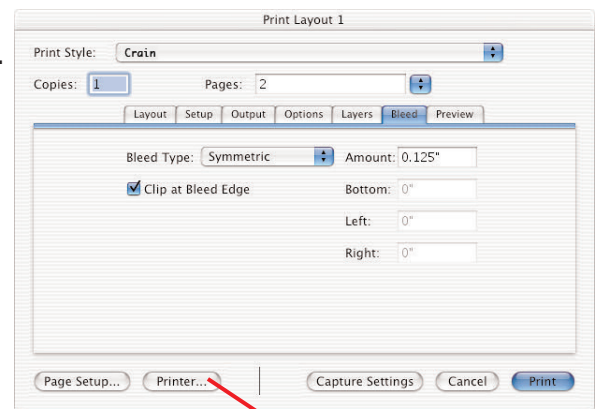 Print Layout 1
Print Style: Crain
Copies: 1 Pages: 2
Layout Setup Output Options Layers Bleed Preview
Bleed Type: Symmetric Amount: 0.125"
Clip at Bleed Edge Bottom: 0"
Left: 0"
Right: 0"
Page Setup... Printer... Capture Settings Cancel Print